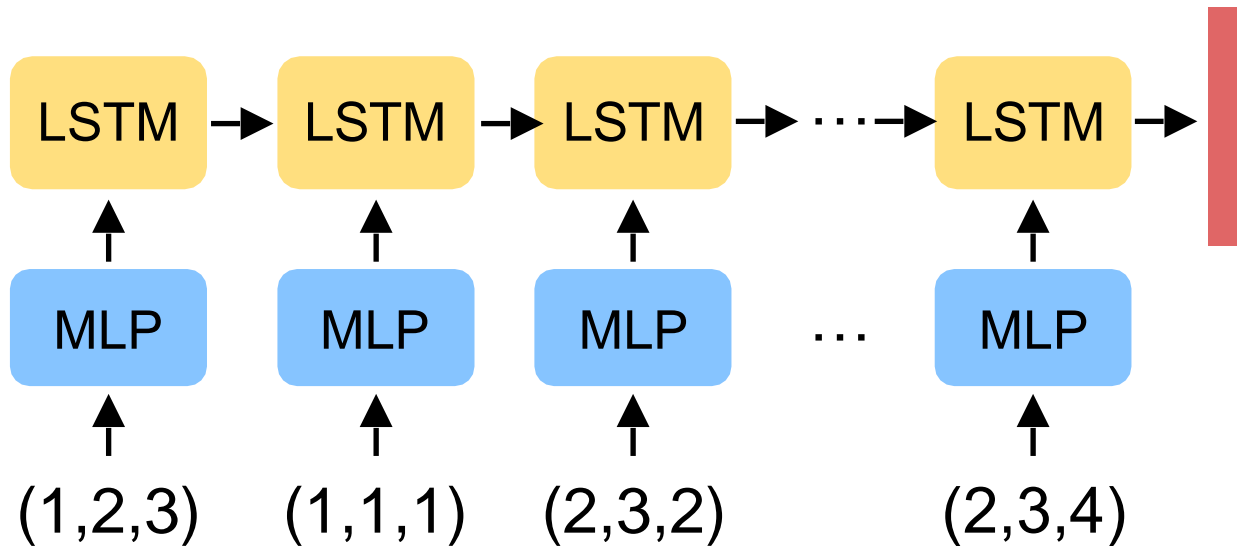 LSTM LSTM LSTM ... LSTM
MLP MLP MLP ... MLP
(1,2,3) (1,1,1) (2,3,2) (2,3,4)